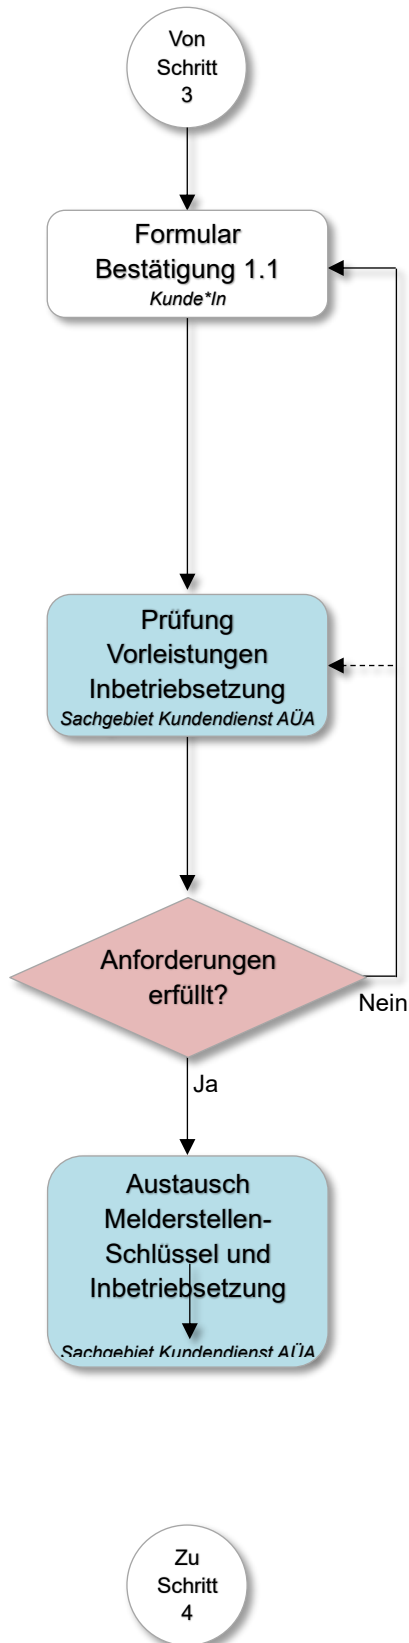 Von
Schritt
3
Formular
Bestätigung 1.1
Kunde*In
Prüfung
Vorleistungen
Inbetriebsetzung
Sachgebiet Kundendienst AÜA
Anforderungen
erfüllt?
Nein
Ja
Austausch
Melderstellen-
Schlüssel und
Inbetriebsetzung
Sachgebiet Kundendienst AÜA
Zu
Schritt
4